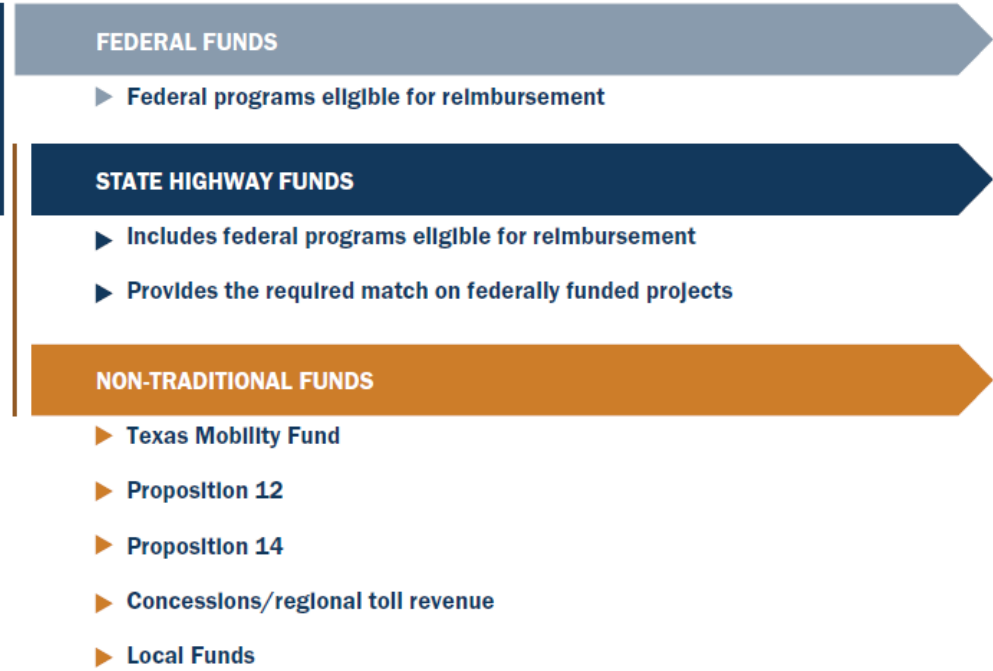 FEDERAL FUNDS
Federal programs eligible for reimbursement
STATE HIGHWAY FUNDS
Includes federal programs eligible for reimbursement
Provides the required match on federally funded projects
NON-TRADITIONAL FUNDS
Texas Mobility Fund
Proposition 12
Proposition 14
Concessions/regional toll revenue
Local Funds